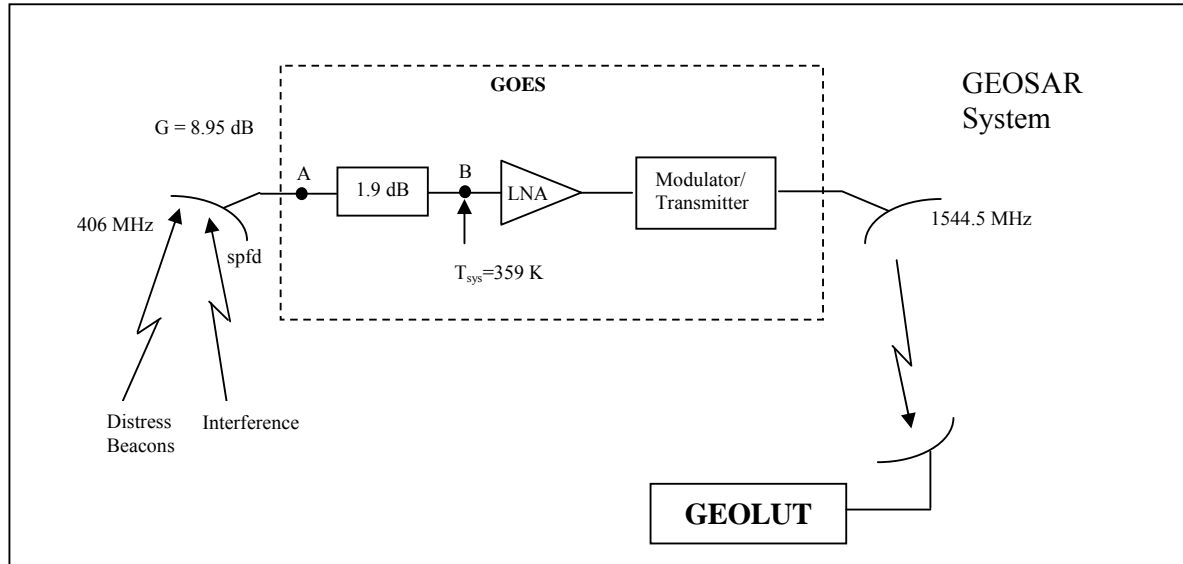 GOES
GEOSAR
System
G = 8.95 dB
A
1.9 dB
B
LNA
Modulator/
Transmitter
406 MHz
spfd
1544.5 MHz
Tsys=359 K
Distress
Beacons
Interference
GEOLUT